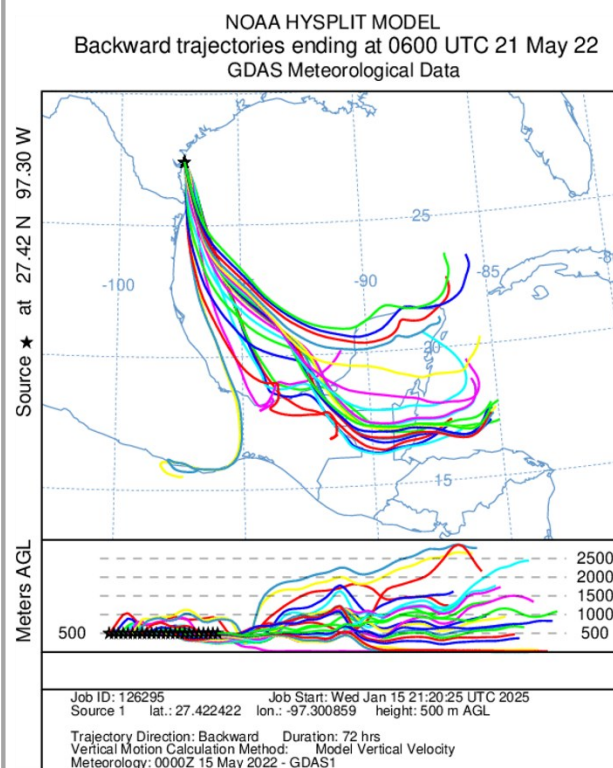 NOAA HYSPLIT MODEL
Backward trajectories ending at 0600 UTC 21 May 22
GDAS Meteorological Data
Source ★ at 27.42 N 97.30 W
25
-100
-90
-85
20
15
Meters AGL
500
2500
2000
1500
1000
500
Job ID: 126295 Job Start: Wed Jan 15 21:20:25 UTC 2025
Source 1 lat.: 27.422422 lon.: -97.300859 height: 500 m AGL
Trajectory Direction: Backward Duration: 72 hrs
Vertical Motion Calculation Method: Model Vertical Velocity
Meteorology: 0000Z 15 May 2022 - GDAS1